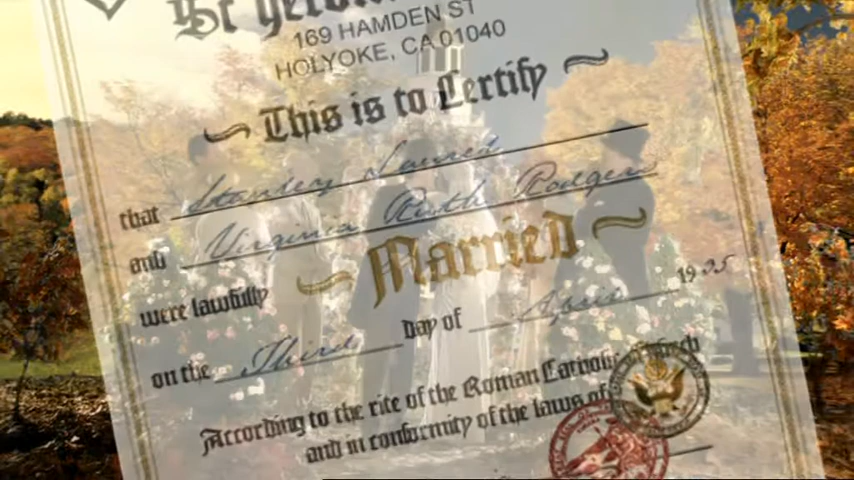 169 HAMDEN ST
HOLYOKE, CA 01040
~ This is to Certify ~
that Stanley Laurel
and Virginia Ruth Rodgers
were lawfully ~ Married ~
on the Third day of April 1935
According to the rite of the Roman Catholic Church
and in conformity of the laws of